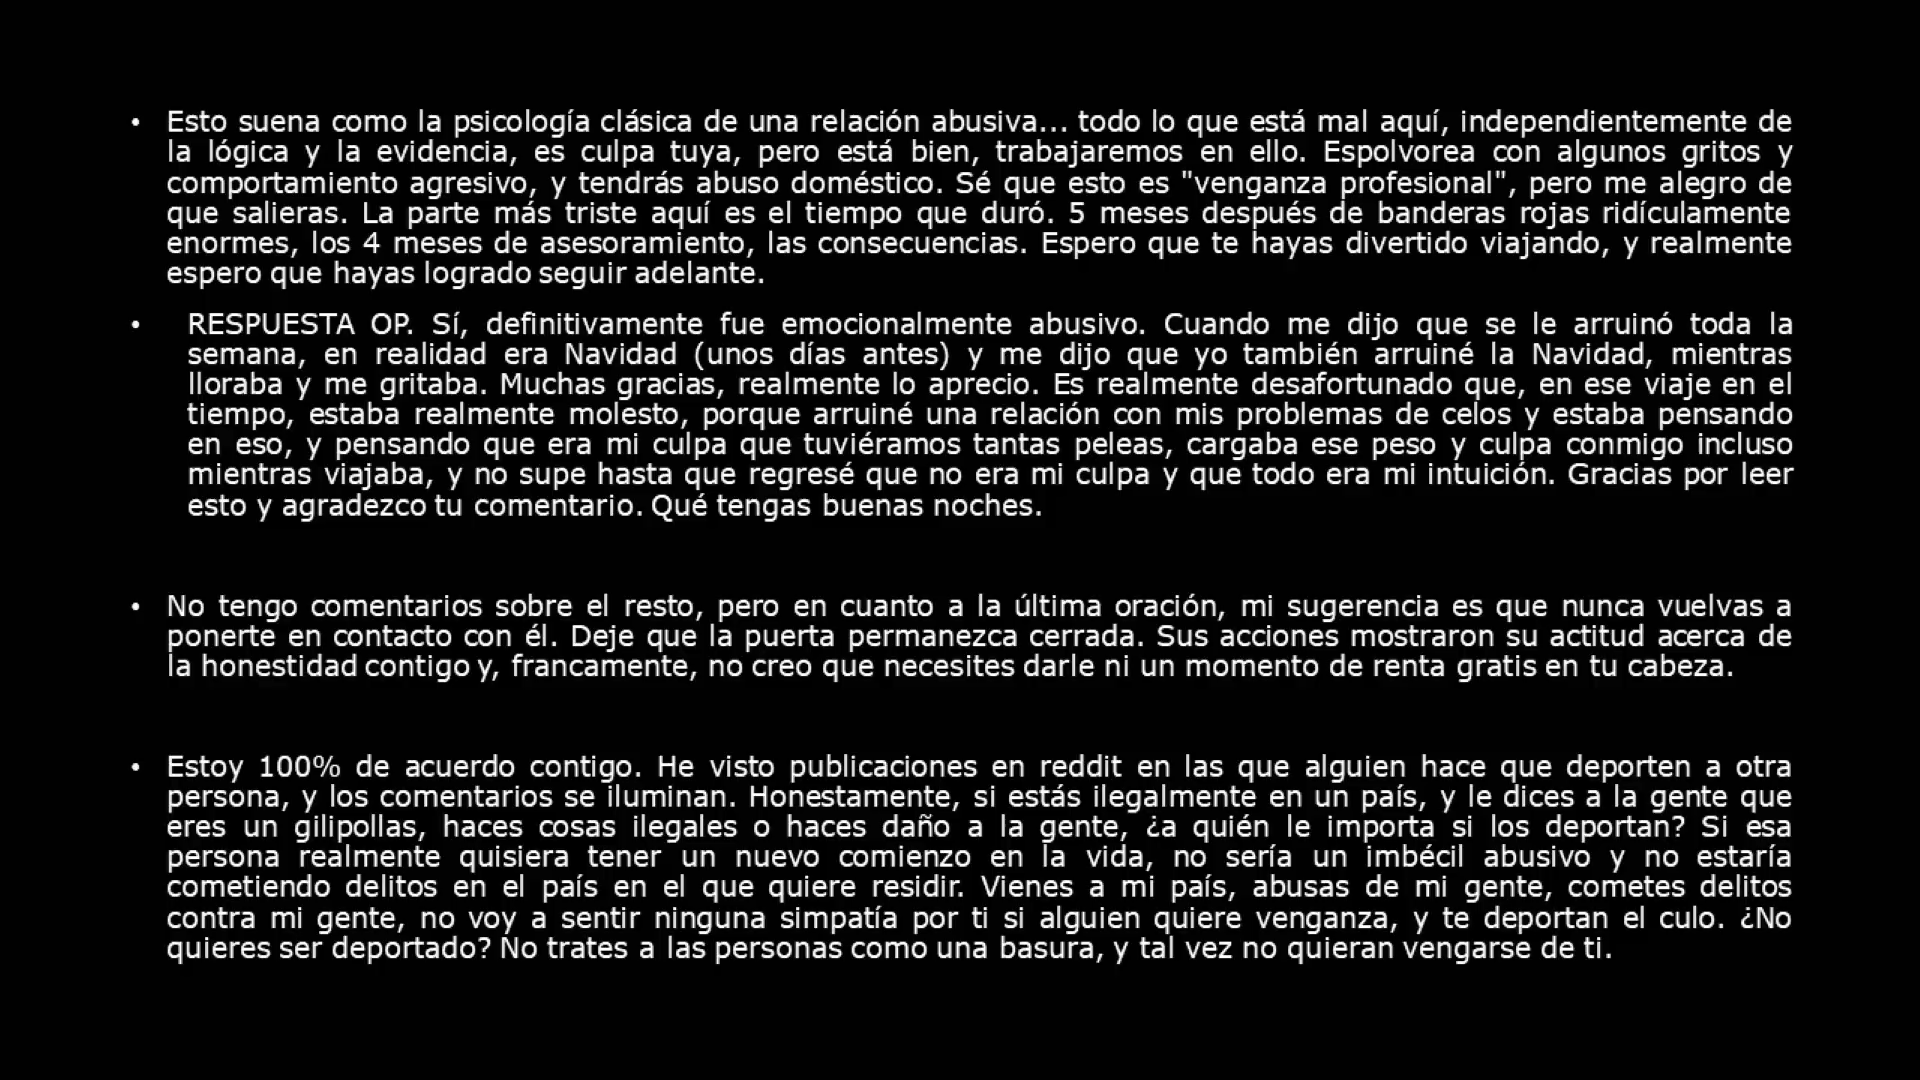 • Esto suena como la psicología clásica de una relación abusiva... todo lo que está mal aquí, independientemente de
la lógica y la evidencia, es culpa tuya, pero está bien, trabajaremos en ello. Espolvorea con algunos gritos y
comportamiento agresivo, y tendrás abuso doméstico. Sé que esto es "venganza profesional", pero me alegro de
que salieras. La parte más triste aquí es el tiempo que duró. 5 meses después de banderas rojas ridículamente
enormes, los 4 meses de asesoramiento, las consecuencias. Espero que te hayas divertido viajando, y realmente
espero que hayas logrado seguir adelante.
• RESPUESTA OP. Sí, definitivamente fue emocionalmente abusivo. Cuando me dijo que se le arruinó toda la
semana, en realidad era Navidad (unos días antes) y me dijo que yo también arruiné la Navidad, mientras
lloraba y me gritaba. Muchas gracias, realmente lo aprecio. Es realmente desafortunado que, en ese viaje en el
tiempo, estaba realmente molesto, porque arruiné una relación con mis problemas de celos y estaba pensando
en eso, y pensando que era mi culpa que tuviéramos tantas peleas, cargaba ese peso y culpa conmigo incluso
mientras viajaba, y no supe hasta que regresé que no era mi culpa y que todo era mi intuición. Gracias por leer
esto y agradezco tu comentario. Qué tengas buenas noches.
• No tengo comentarios sobre el resto, pero en cuanto a la última oración, mi sugerencia es que nunca vuelvas a
ponerte en contacto con él. Deje que la puerta permanezca cerrada. Sus acciones mostraron su actitud acerca de
la honestidad contigo y, francamente, no creo que necesites darle ni un momento de renta gratis en tu cabeza.
• Estoy 100% de acuerdo contigo. He visto publicaciones en reddit en las que alguien hace que deporten a otra
persona, y los comentarios se iluminan. Honestamente, si estás ilegalmente en un país, y le dices a la gente que
eres un gilipollas, haces cosas ilegales o haces daño a la gente, ¿a quién le importa si los deportan? Si esa
persona realmente quisiera tener un nuevo comienzo en la vida, no sería un imbécil abusivo y no estaría
cometiendo delitos en el país en el que quiere residir. Vienes a mi país, abusas de mi gente, cometes delitos
contra mi gente, no voy a sentir ninguna simpatía por ti si alguien quiere venganza, y te deportan el culo. ¿No
quieres ser deportado? No trates a las personas como una basura, y tal vez no quieran vengarse de ti.